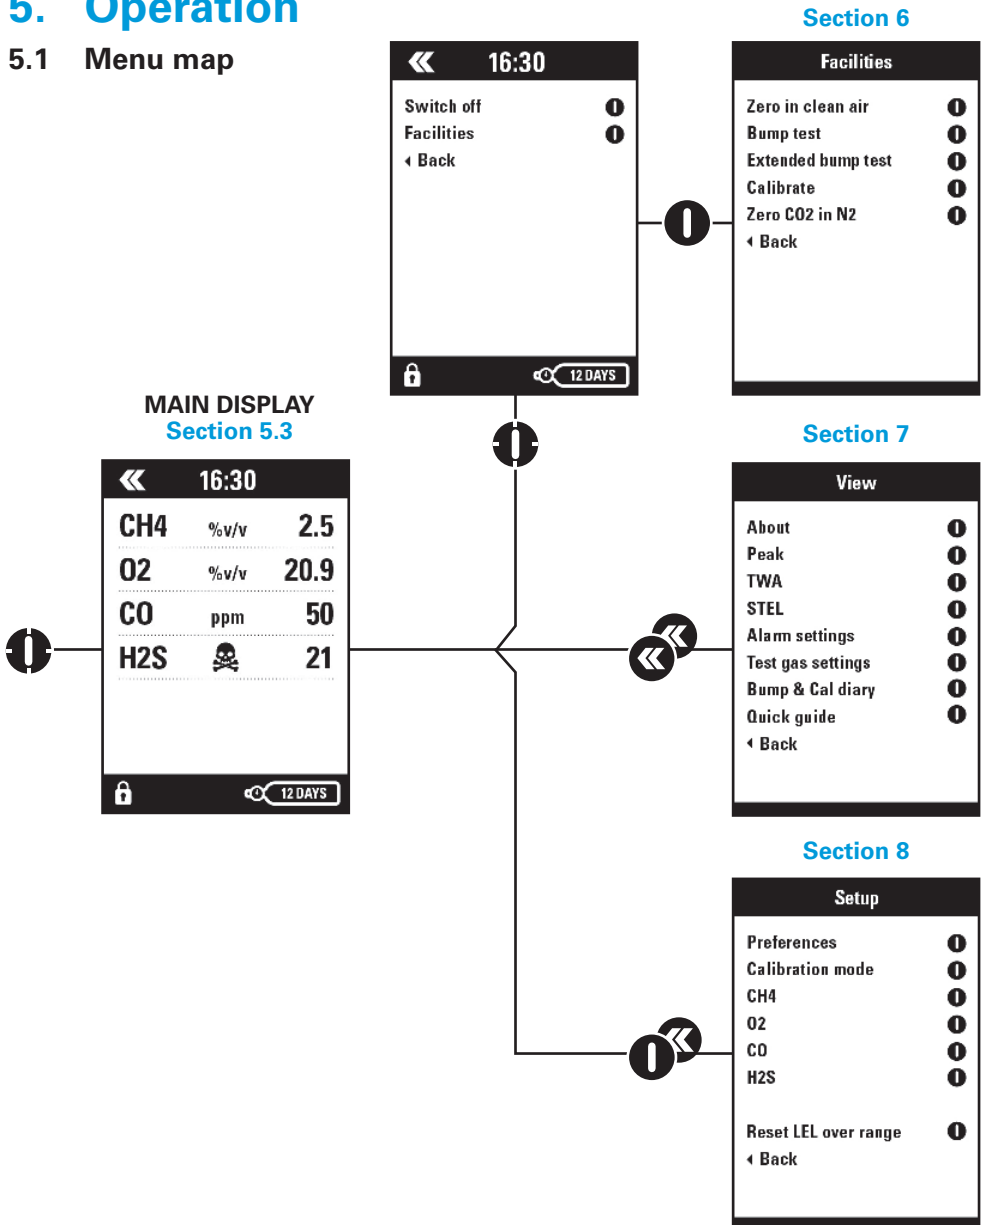 5. Operation
5.1 Menu map
16:30
Switch off
Facilities
Back
12 DAYS
Section 6
Facilities
Zero in clean air
Bump test
Extended bump test
Calibrate
Zero CO2 in N2
Back
MAIN DISPLAY
Section 5.3
16:30
CH4 %v/v 2.5
O2 %v/v 20.9
CO ppm 50
H2S 21
12 DAYS
Section 7
View
About
Peak
TWA
STEL
Alarm settings
Test gas settings
Bump & Cal diary
Quick guide
Back
Section 8
Setup
Preferences
Calibration mode
CH4
O2
CO
H2S
Reset LEL over range
Back